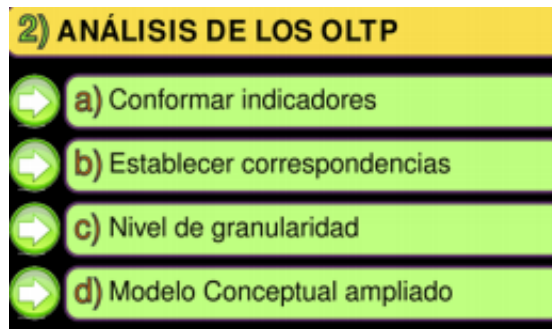 2) ANÁLISIS DE LOS OLTP
a) Conformar indicadores
b) Establecer correspondencias
c) Nivel de granularidad
d) Modelo Conceptual ampliado